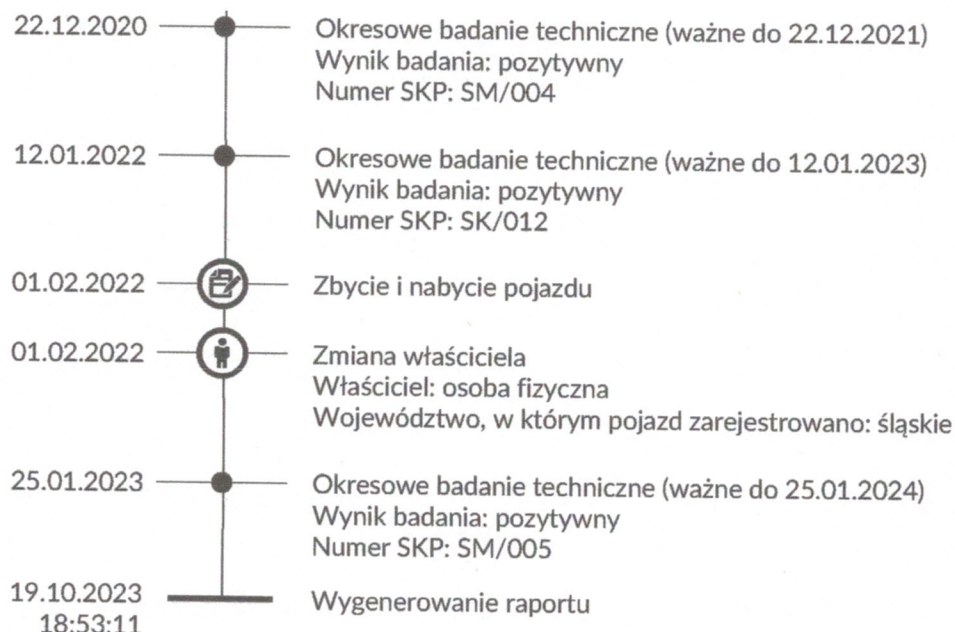 22.12.2020 Okresowe badanie techniczne (ważne do 22.12.2021)
Wynik badania: pozytywny
Numer SKP: SM/004
12.01.2022 Okresowe badanie techniczne (ważne do 12.01.2023)
Wynik badania: pozytywny
Numer SKP: SK/012
01.02.2022 Zbycie i nabycie pojazdu
01.02.2022 Zmiana właściciela
Właściciel: osoba fizyczna
Województwo, w którym pojazd zarejestrowano: śląskie
25.01.2023 Okresowe badanie techniczne (ważne do 25.01.2024)
Wynik badania: pozytywny
Numer SKP: SM/005
19.10.2023 Wygenerowanie raportu
18:53:11